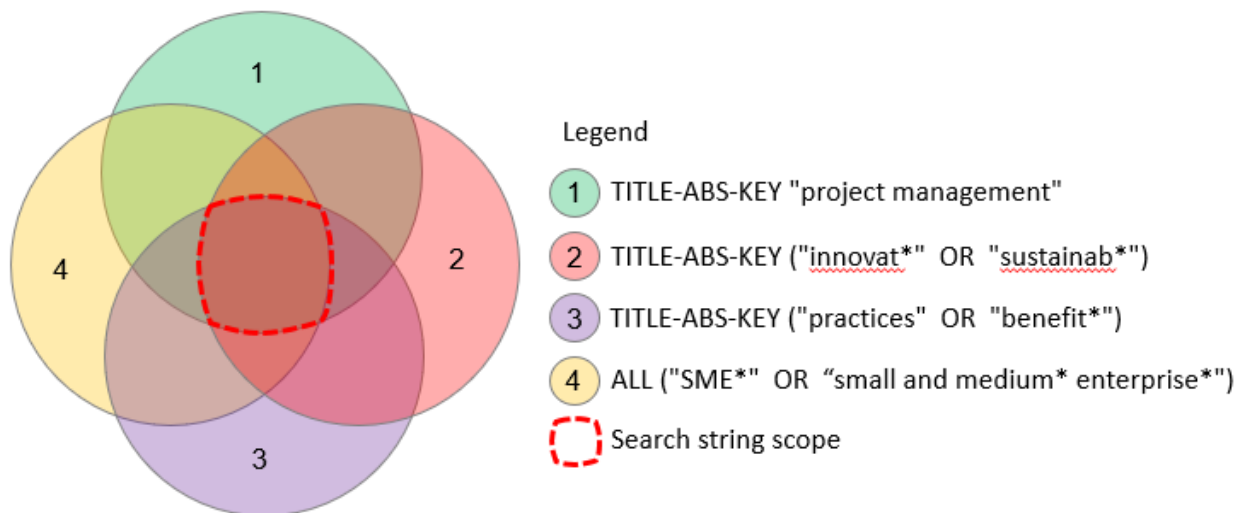 1
2
3
4
Legend
1 TITLE-ABS-KEY "project management"
2 TITLE-ABS-KEY ("innovat*" OR "sustainab*")
3 TITLE-ABS-KEY ("practices" OR "benefit*")
4 ALL ("SME*" OR “small and medium* enterprise*")
Search string scope